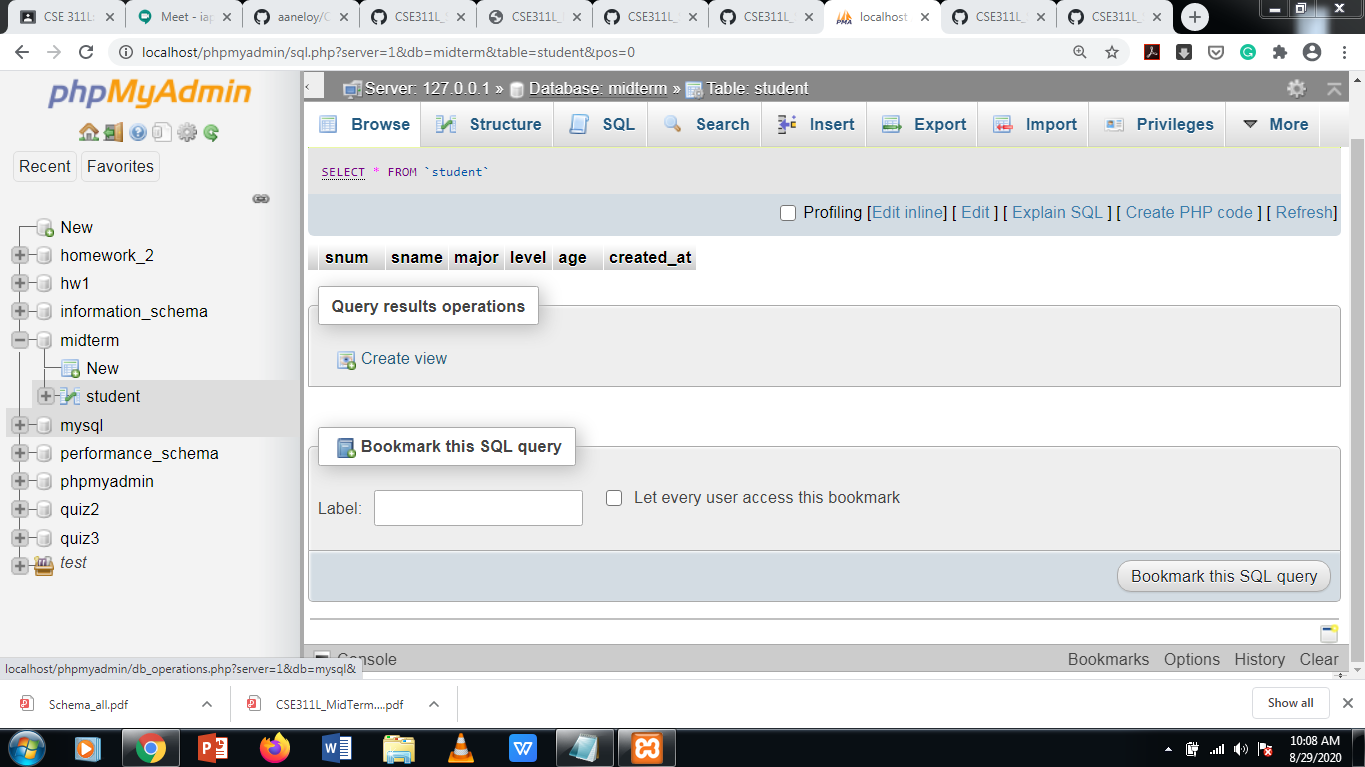 CSE 311L
Meet - iap
aaneloy/C
CSE311L_
CSE311L_
CSE311L_
CSE311L_
localhost
CSE311L_
CSE311L_
localhost/phpmyadmin/sql.php?server=1&db=midterm&table=student&pos=0
phpMyAdmin
Recent
Favorites
New
homework_2
hw1
information_schema
midterm
New
student
mysql
performance_schema
phpmyadmin
quiz2
quiz3
test
Server: 127.0.0.1 » Database: midterm » Table: student
Browse
Structure
SQL
Search
Insert
Export
Import
Privileges
More
SELECT * FROM `student`
Profiling [Edit inline] [ Edit ] [ Explain SQL ] [ Create PHP code ] [ Refresh]
snum sname major level age created_at
Query results operations
Create view
Bookmark this SQL query
Label:
Let every user access this bookmark
Bookmark this SQL query
Console
Bookmarks Options History Clear
localhost/phpmyadmin/db_operations.php?server=1&db=mysql&
Schema_all.pdf
CSE311L_MidTerm....pdf
Show all
10:08 AM
8/29/2020